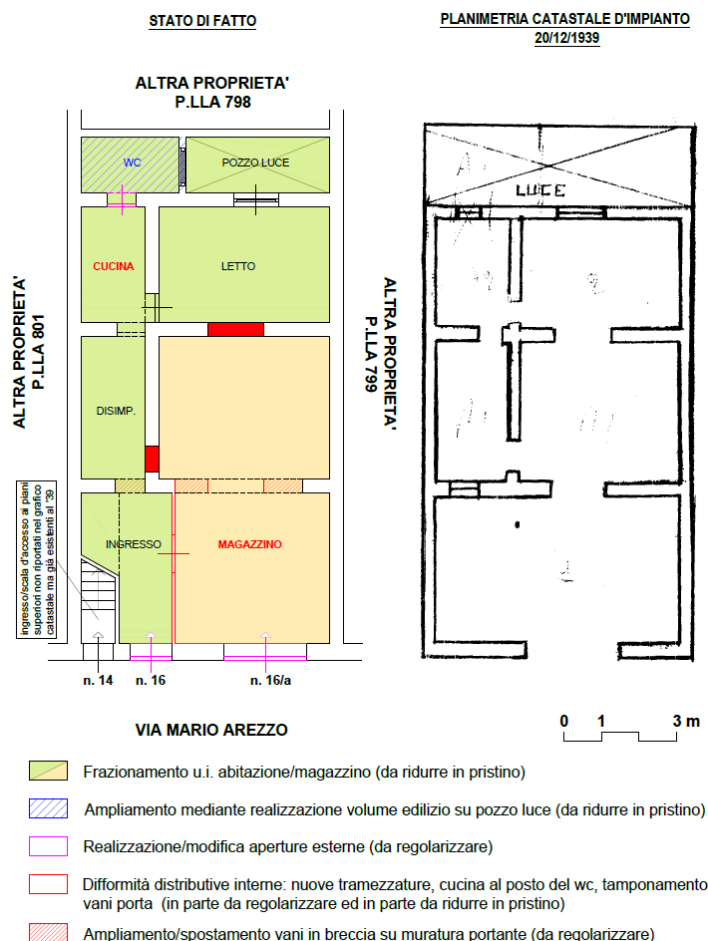 STATO DI FATTO
PLANIMETRIA CATASTALE D'IMPIANTO
20/12/1939
ALTRA PROPRIETA'
P.LLA 798
WC
POZZO LUCE
LUCE
CUCINA
LETTO
ALTRA PROPRIETA'
P.LLA 801
ALTRA PROPRIETA'
P.LLA 799
DISIMP.
ingresso/scala d'accesso ai piani
superiori non riportati nel grafico
catastale ma già esistenti al '39
INGRESSO
MAGAZZINO
n. 14
n. 16
n. 16/a
VIA MARIO AREZZO
0 1 3 m
Frazionamento u.i. abitazione/magazzino (da ridurre in pristino)
Ampliamento mediante realizzazione volume edilizio su pozzo luce (da ridurre in pristino)
Realizzazione/modifica aperture esterne (da regolarizzare)
Difformità distributive interne: nuove tramezzature, cucina al posto del wc, tamponamento
vani porta (in parte da regolarizzare ed in parte da ridurre in pristino)
Ampliamento/spostamento vani in breccia su muratura portante (da regolarizzare)